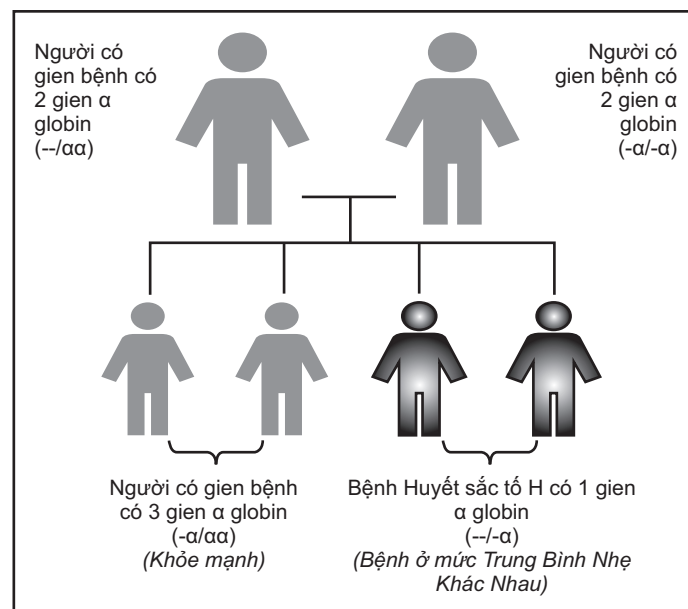 Người có
gien bệnh có
2 gien α
globin
(--/αα)
Người có
gien bệnh có
2 gien α
globin
(-α/-α)
Người có gien bệnh
có 3 gien α globin
(-α/αα)
(Khỏe mạnh)
Bệnh Huyết sắc tố H có 1 gien
α globin
(--/-α)
(Bệnh ở mức Trung Bình Nhẹ
Khác Nhau)